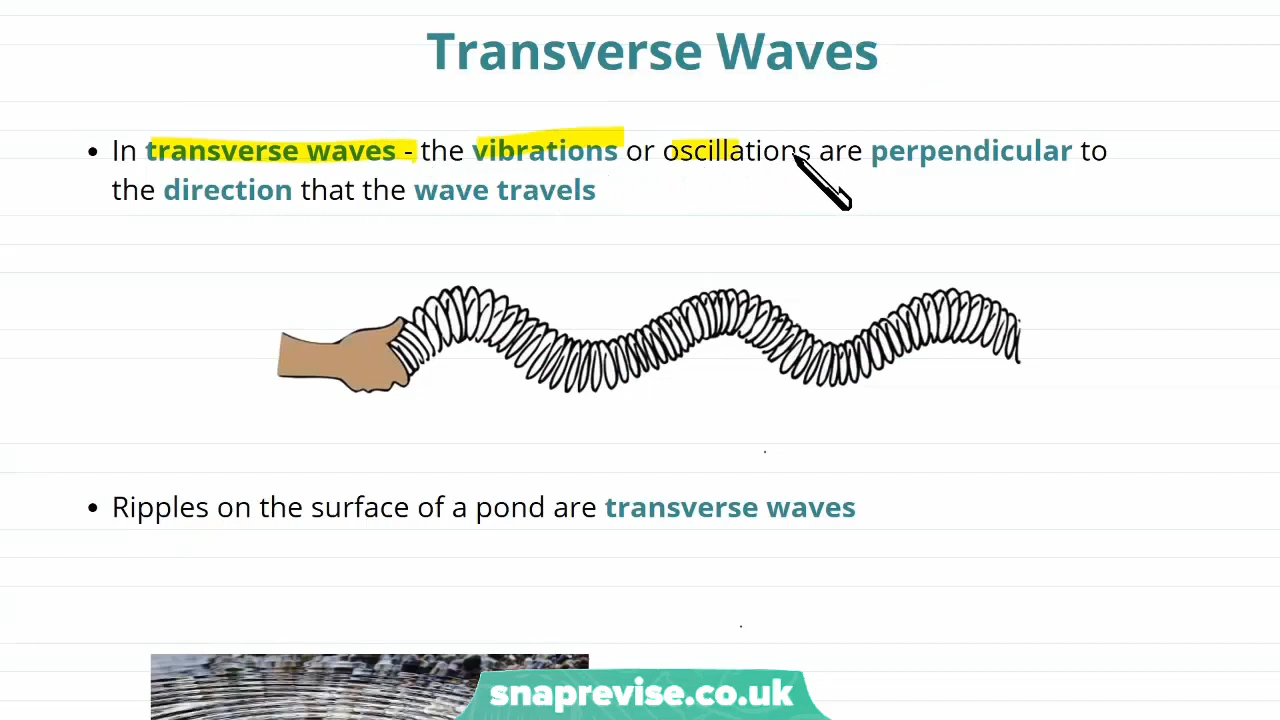 Transverse Waves
• In transverse waves - the vibrations or oscillations are perpendicular to
the direction that the wave travels
• Ripples on the surface of a pond are transverse waves
snaprevise.co.uk